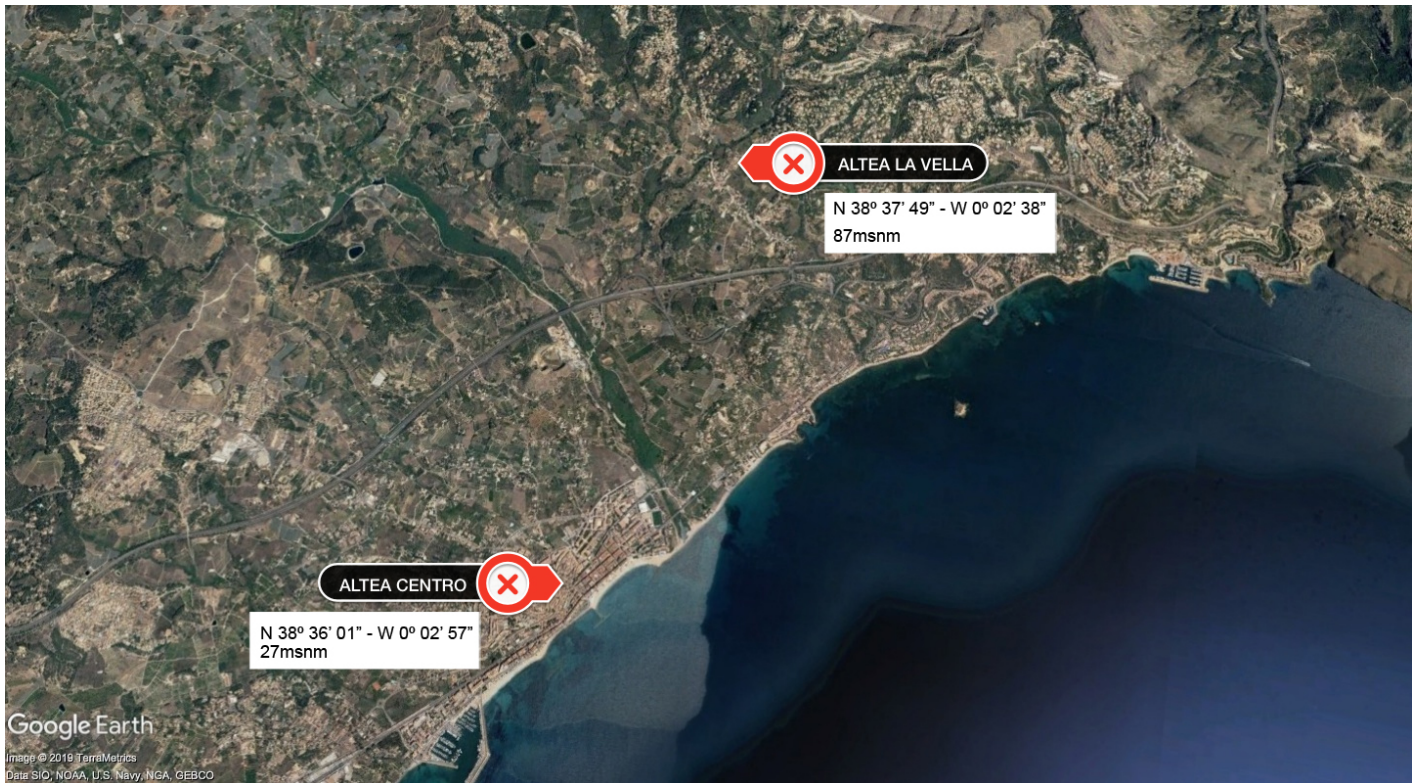 ALTEA LA VELLA
N 38º 37’ 49” - W 0º 02’ 38”
87msnm
ALTEA CENTRO
N 38º 36’ 01” - W 0º 02’ 57”
27msnm
Google Earth
Image © 2019 TerraMetrics
Data SIO, NOAA, U.S. Navy, NGA, GEBCO